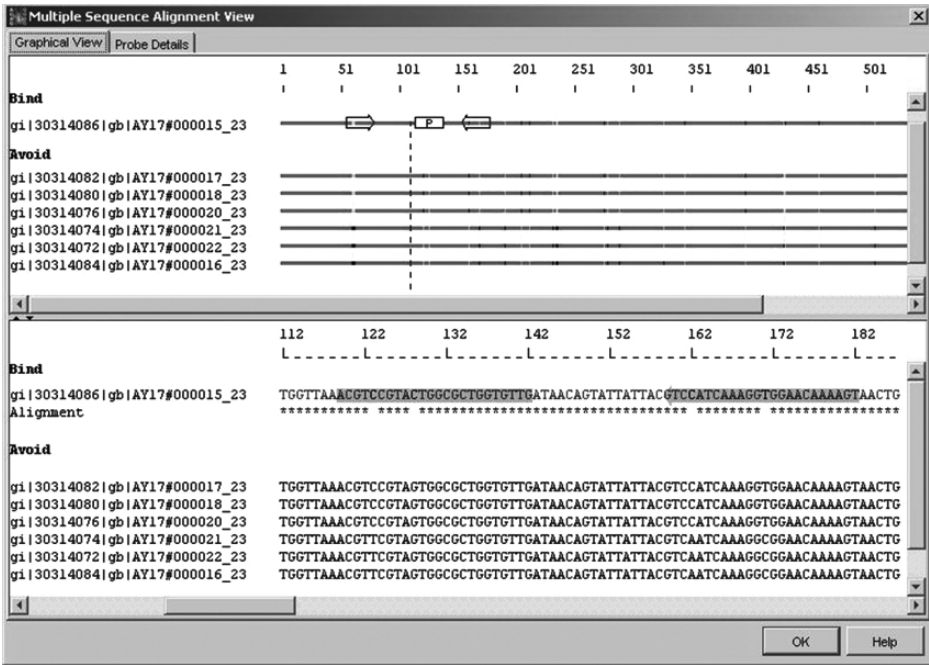 Multiple Sequence Alignment View
Graphical View Probe Details
1 51 101 151 201 251 301 351 401 451 501
Bind
gi|30314086|gb|AY17#000015_23 P
Avoid
gi|30314082|gb|AY17#000017_23
gi|30314080|gb|AY17#000018_23
gi|30314076|gb|AY17#000020_23
gi|30314074|gb|AY17#000021_23
gi|30314072|gb|AY17#000022_23
gi|30314084|gb|AY17#000016_23
112 122 132 142 152 162 172 182
Bind
gi|30314086|gb|AY17#000015_23 TGGTTAAACGTCCGTACTGGCGCTGGTGTTGATAACAGTATTATTACGTCCATCAAAGGTGGAACAAAAGTAACTG
Alignment *********** **** ********************************* ******** ****************
Avoid
gi|30314082|gb|AY17#000017_23 TGGTTAAACGTCCGTAGTGGCGCTGGTGTTGATAACAGTATTATTACGTCCATCAAAGGTGGAACAAAAGTAACTG
gi|30314080|gb|AY17#000018_23 TGGTTAAACGTCCGTAGTGGCGCTGGTGTTGATAACAGTATTATTACGTCCATCAAAGGTGGAACAAAAGTAACTG
gi|30314076|gb|AY17#000020_23 TGGTTAAACGTCCGTAGTGGCGCTGGTGTTGATAACAGTATTATTACGTCCATCAAAGGTGGAACAAAAGTAACTG
gi|30314074|gb|AY17#000021_23 TGGTTAAACGTTCGTAGTGGCGCTGGTGTTGATAACAGTATTATTACGTCAATCAAAGGCGGAACAAAAGTAACTG
gi|30314072|gb|AY17#000022_23 TGGTTAAACGTTCGTAGTGGCGCTGGTGTTGATAACAGTATTATTACGTCAATCAAAGGCGGAACAAAAGTAACTG
gi|30314084|gb|AY17#000016_23 TGGTTAAACGTTCGTAGTGGCGCTGGTGTTGATAACAGTATTATTACGTCAATCAAAGGCGGAACAAAAGTAACTG
OK Help